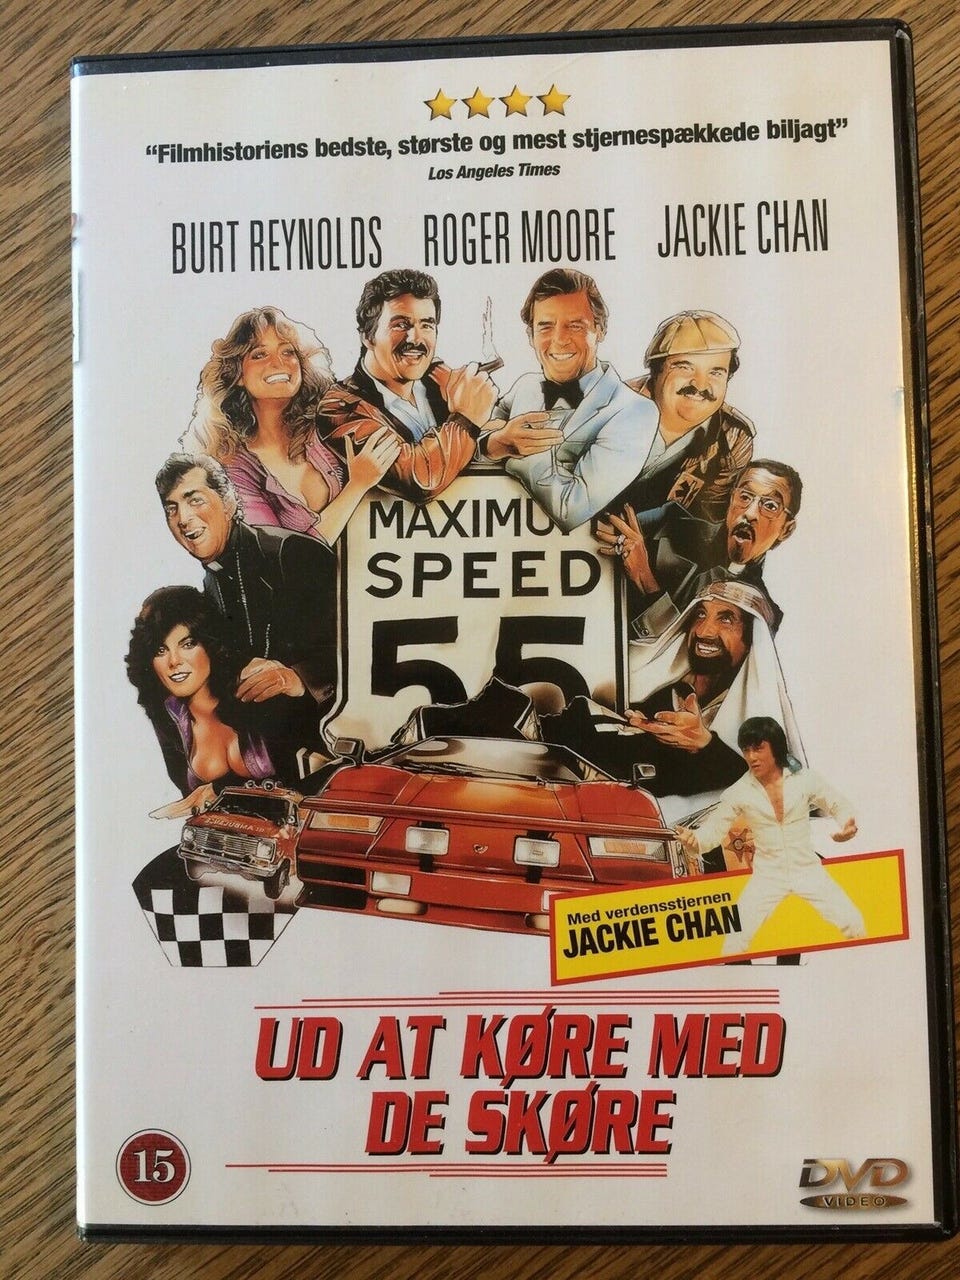 “Filmhistoriens bedste, største og mest stjernespækkede biljagt”
Los Angeles Times
BURT REYNOLDS ROGER MOORE JACKIE CHAN
MAXIMUM
SPEED
55
Med verdensstjernen
JACKIE CHAN
UD AT KØRE MED
DE SKØRE
15
DVD
VIDEO